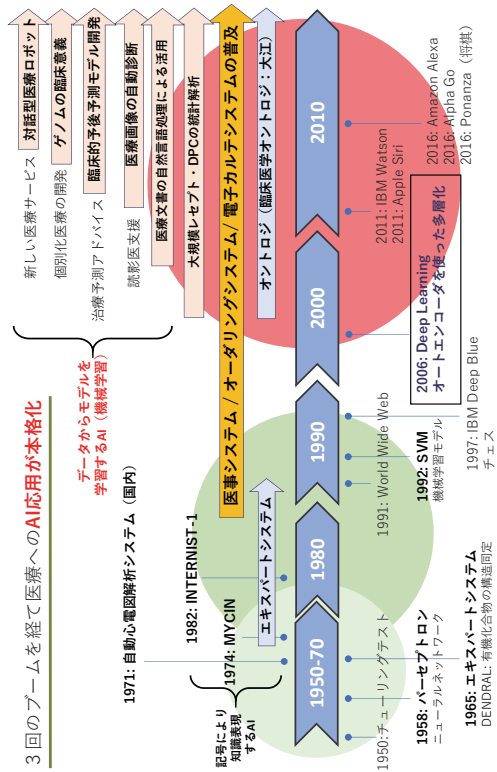 ３回のブームを経て医療へのAI応用が本格化
新しい医療サービス
対話型医療ロボット
個別化医療の開発
ゲノムの臨床意義
治療予測アドバイス
臨床的予後予測モデル開発
読影医支援
医療画像の自動診断
医療文書の自然言語処理による活用
大規模レセプト・DPCの統計解析
データからモデルを
学習するAI（機械学習）
医事システム / オーダリングシステム/ 電子カルテシステムの普及
オントロジ（臨床医学オントロジ：大江）
1971: 自動心電図解析システム（国内）
1982: INTERNIST-1
1974: MYCIN
エキスパートシステム
記号により
知識表現
するAI
1950-70
1980
1990
2000
2010
1950:チューリングテスト
1958: パーセプトロン
ニューラルネットワーク
1965: エキスパートシステム
DENDRAL: 有機化合物の構造同定
1991: World Wide Web
1992: SVM
機械学習モデル
1997: IBM Deep Blue
チェス
2006: Deep Learning
オートエンコーダを使った多層化
2011: IBM Watson
2011: Apple Siri
2016: Amazon Alexa
2016: Alpha Go
2016: Ponanza（将棋）